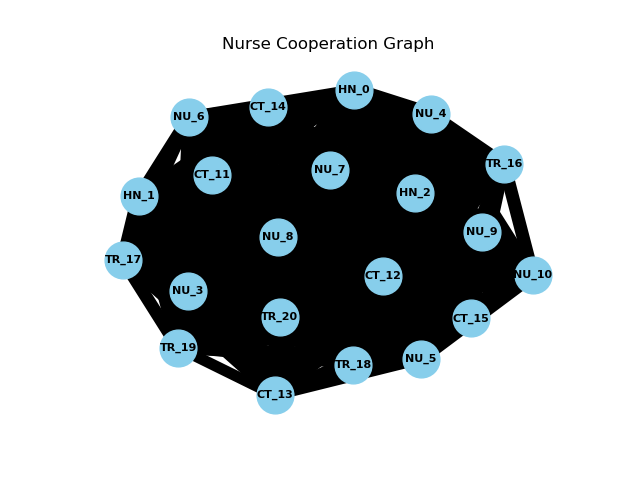 Nurse Cooperation Graph
HN_0
CT_14
NU_4
NU_6
TR_16
NU_7
CT_11
HN_2
HN_1
NU_9
NU_8
TR_17
NU_10
CT_12
NU_3
TR_20
CT_15
TR_19
NU_5
TR_18
CT_13